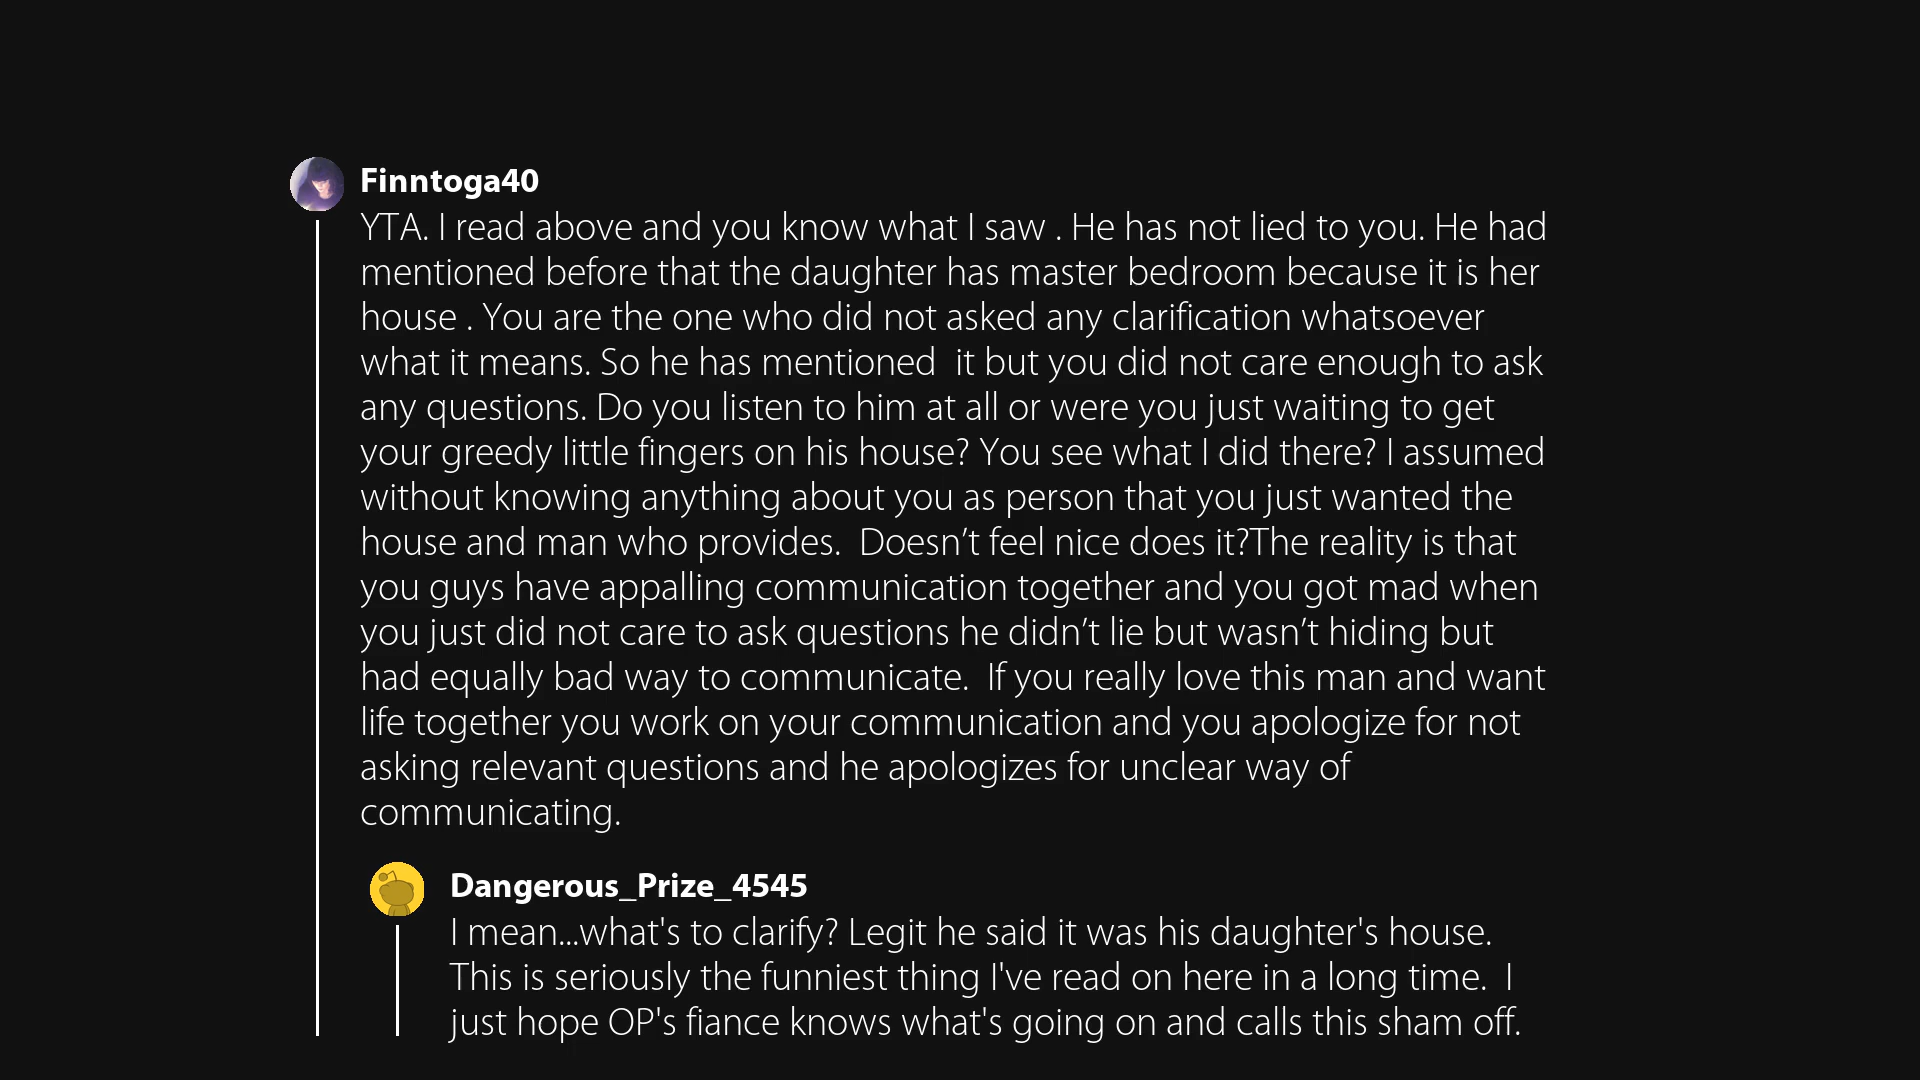 Finntoga40
YTA. I read above and you know what I saw . He has not lied to you. He had
mentioned before that the daughter has master bedroom because it is her
house . You are the one who did not asked any clarification whatsoever
what it means. So he has mentioned  it but you did not care enough to ask
any questions. Do you listen to him at all or were you just waiting to get
your greedy little fingers on his house? You see what I did there? I assumed
without knowing anything about you as person that you just wanted the
house and man who provides.  Doesn’t feel nice does it?The reality is that
you guys have appalling communication together and you got mad when
you just did not care to ask questions he didn’t lie but wasn’t hiding but
had equally bad way to communicate.  If you really love this man and want
life together you work on your communication and you apologize for not
asking relevant questions and he apologizes for unclear way of
communicating.
Dangerous_Prize_4545
I mean...what's to clarify? Legit he said it was his daughter's house.
This is seriously the funniest thing I've read on here in a long time.  I
just hope OP's fiance knows what's going on and calls this sham off.